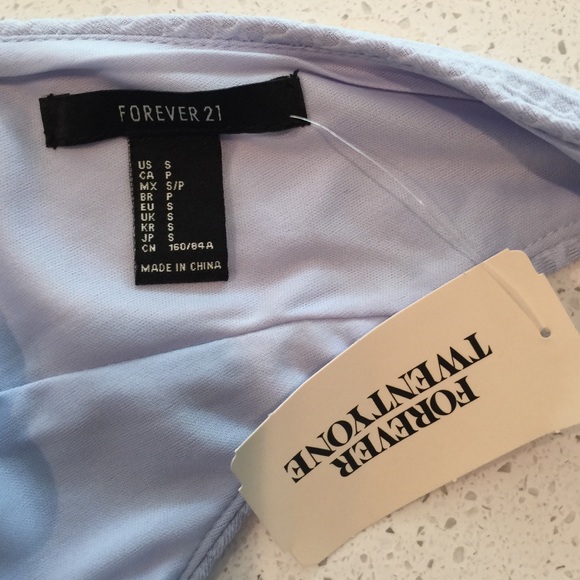 FOREVER 21
US S
CA P
MX S/P
BR P
EU S
UK S
KR S
JP S
CN 160/84A
MADE IN CHINA
FOREVER
TWENTYONE